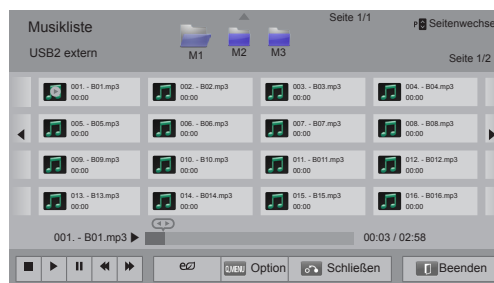 Musikliste
Seite 1/1
P Seitenwechse
USB2 extern
M1
M2
M3
Seite 1/2
001. - B01.mp3
00:00
002. - B02.mp3
00:00
003. - B03.mp3
00:00
004. - B04.mp3
00:00
005. - B05.mp3
00:00
006. - B06.mp3
00:00
007. - B07.mp3
00:00
008. - B08.mp3
00:00
009. - B09.mp3
00:00
010. - B10.mp3
00:00
011. - B011.mp3
00:00
012. - B012.mp3
00:00
013. - B13.mp3
00:00
014. - B014.mp3
00:00
015. - B15.mp3
00:00
016. - B016.mp3
00:00
001. - B01.mp3
00:03 / 02:58
Q.MENU Option
Schließen
Beenden